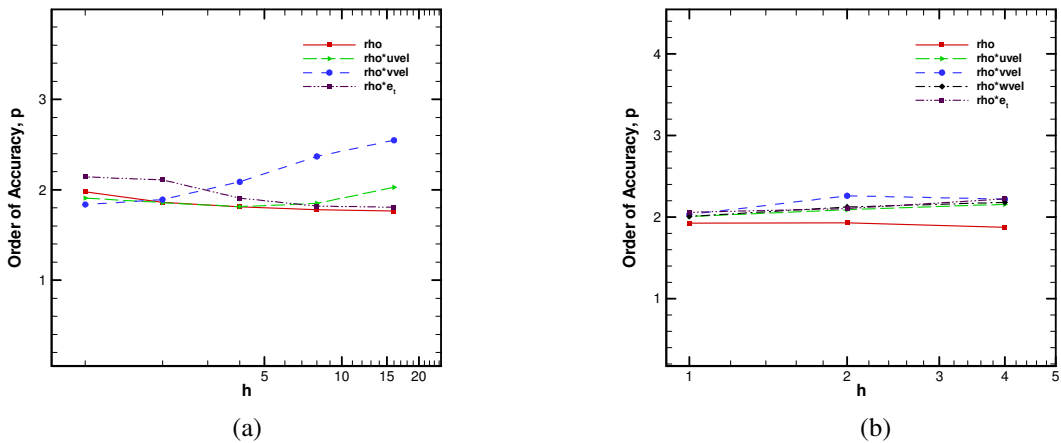 Order of Accuracy, p
3
2
1
5
10
15
20
h
rho
rho*uvel
rho*vvel
rho*e_t
(a)
Order of Accuracy, p
4
3
2
1
1
2
3
4
5
h
rho
rho*uvel
rho*vvel
rho*wvel
rho*e_t
(b)